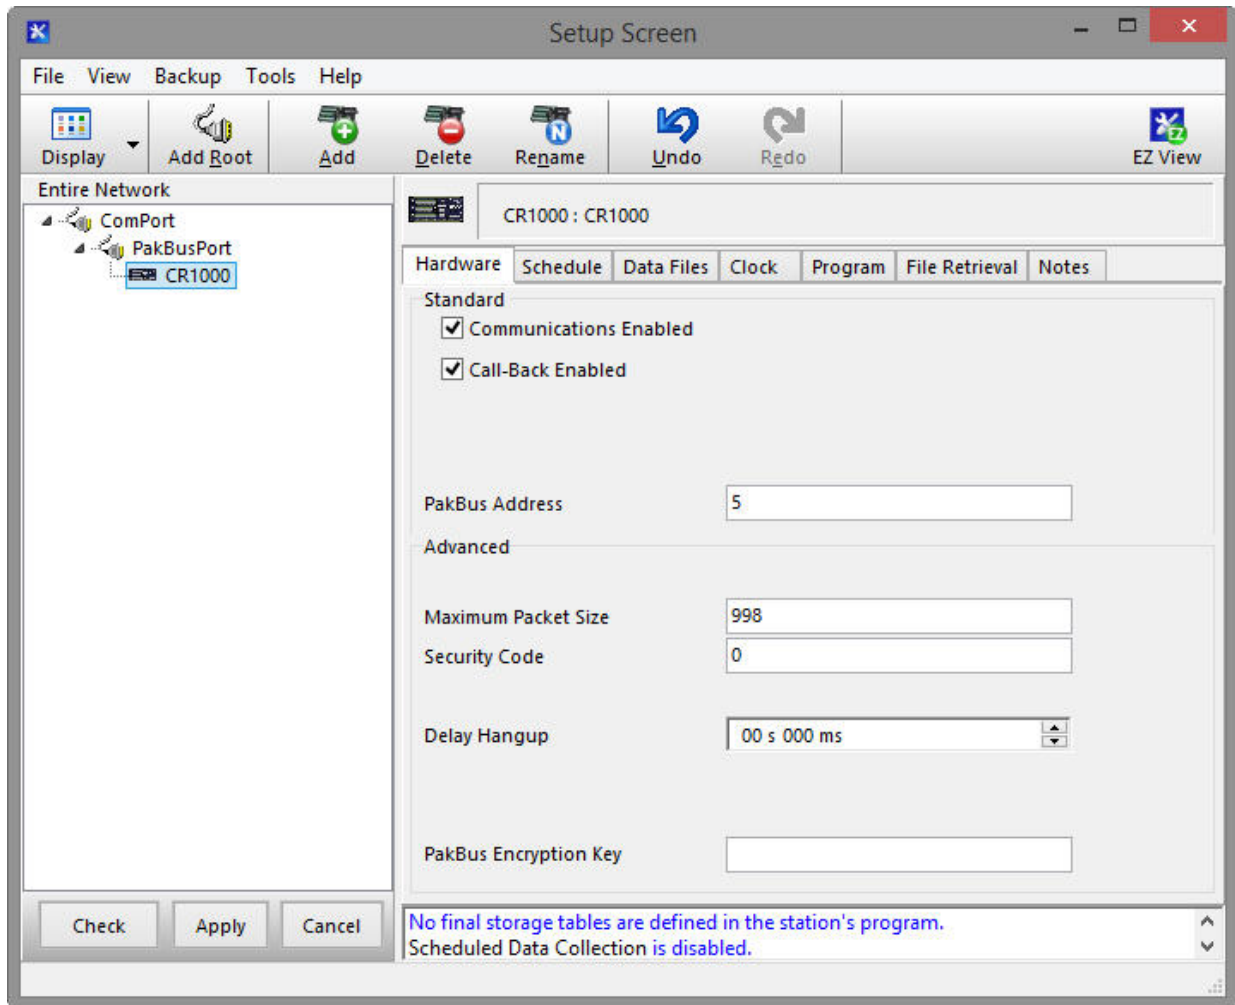 Setup Screen
File View Backup Tools Help
Display Add Root Add Delete Rename Undo Redo EZ View
Entire Network
ComPort
PakBusPort
CR1000
CR1000 : CR1000
Hardware Schedule Data Files Clock Program File Retrieval Notes
Standard
Communications Enabled
Call-Back Enabled
PakBus Address 5
Advanced
Maximum Packet Size 998
Security Code 0
Delay Hangup 00 s 000 ms
PakBus Encryption Key
Check Apply Cancel
No final storage tables are defined in the station's program.
Scheduled Data Collection is disabled.